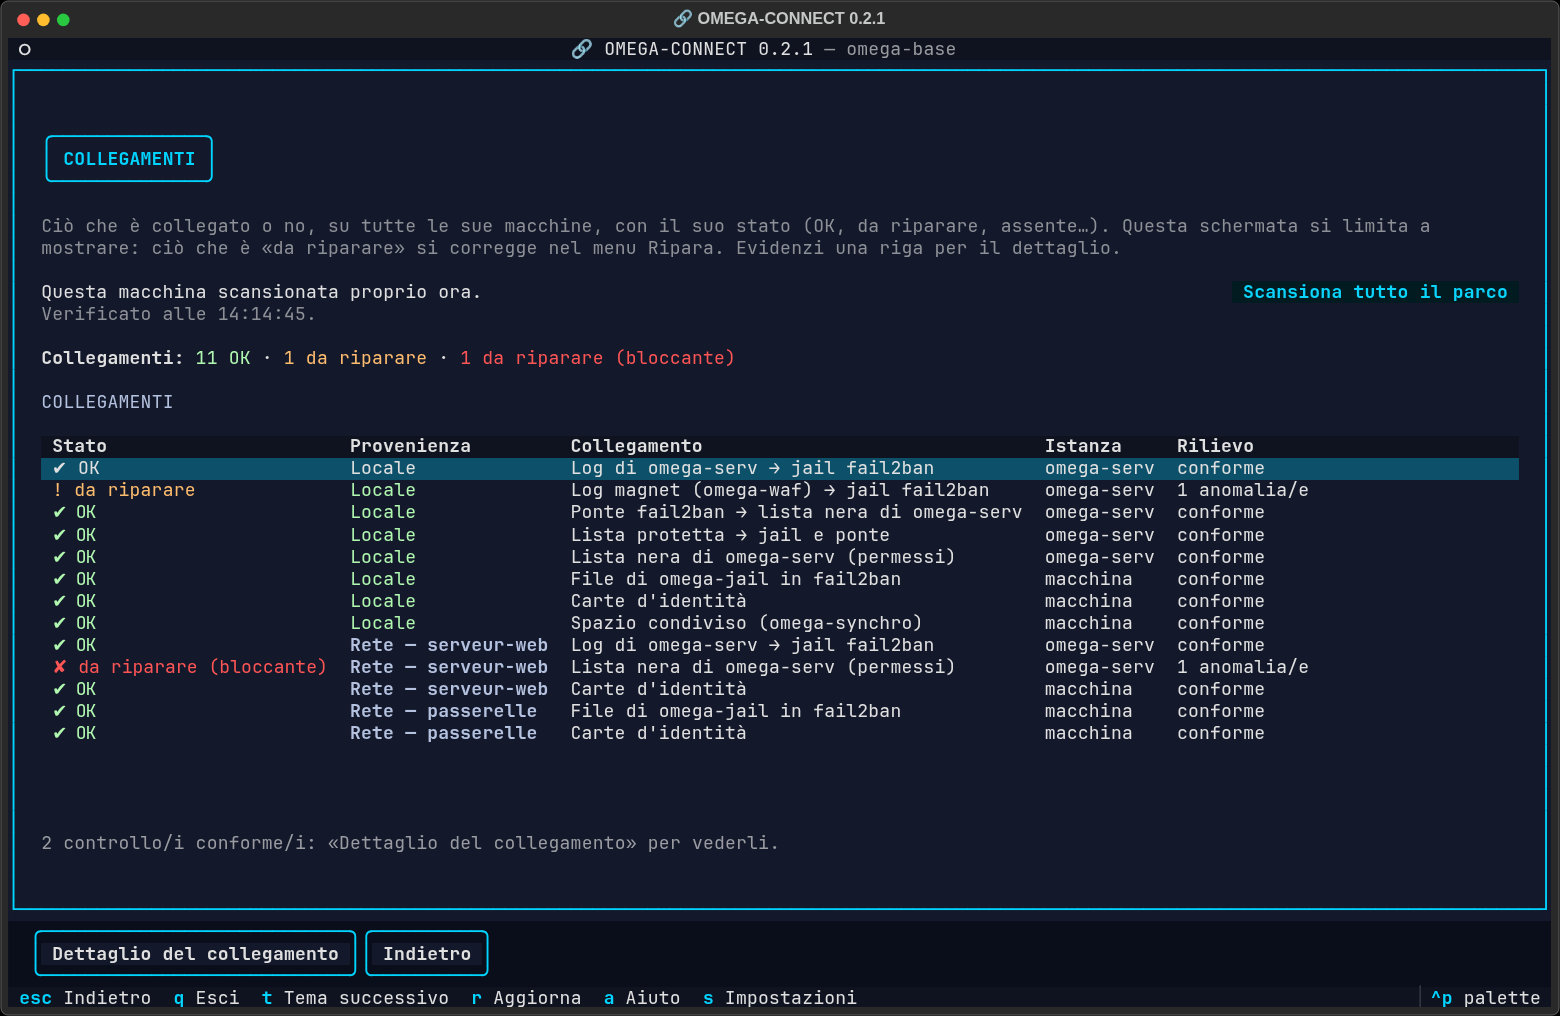 🔗 OMEGA-CONNECT 0.2.1
🔗 OMEGA-CONNECT 0.2.1 — omega-base
COLLEGAMENTI
Ciò che è collegato o no, su tutte le sue macchine, con il suo stato (OK, da riparare, assente…). Questa schermata si limita a
mostrare: ciò che è «da riparare» si corregge nel menu Ripara. Evidenzi una riga per il dettaglio.
Questa macchina scansionata proprio ora. Scansiona tutto il parco
Verificato alle 14:14:45.
Collegamenti: 11 OK · 1 da riparare · 1 da riparare (bloccante)
COLLEGAMENTI
Stato Provenienza Collegamento Istanza Rilievo
✔ OK Locale Log di omega-serv → jail fail2ban omega-serv conforme
! da riparare Locale Log magnet (omega-waf) → jail fail2ban omega-serv 1 anomalia/e
✔ OK Locale Ponte fail2ban → lista nera di omega-serv omega-serv conforme
✔ OK Locale Lista protetta → jail e ponte omega-serv conforme
✔ OK Locale Lista nera di omega-serv (permessi) omega-serv conforme
✔ OK Locale File di omega-jail in fail2ban macchina conforme
✔ OK Locale Carte d'identità macchina conforme
✔ OK Locale Spazio condiviso (omega-synchro) macchina conforme
✔ OK Rete — serveur-web Log di omega-serv → jail fail2ban omega-serv conforme
✘ da riparare (bloccante) Rete — serveur-web Lista nera di omega-serv (permessi) omega-serv 1 anomalia/e
✔ OK Rete — serveur-web Carte d'identità macchina conforme
✔ OK Rete — passerelle File di omega-jail in fail2ban macchina conforme
✔ OK Rete — passerelle Carte d'identità macchina conforme
2 controllo/i conforme/i: «Dettaglio del collegamento» per vederli.
Dettaglio del collegamento Indietro
esc Indietro q Esci t Tema successivo r Aggiorna a Aiuto s Impostazioni ^p palette